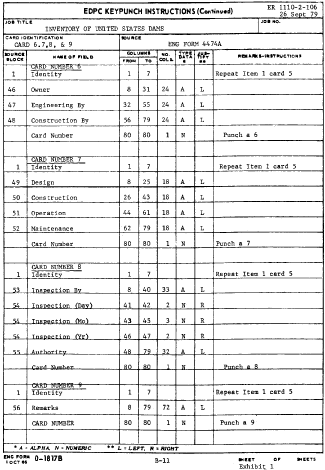 ER 1110-2-106
26 Sept 79
EDPC KEYPUNCH INSTRUCTIONS (Continued)
JOB TITLE
JOB NO.
INVENTORY OF UNITED STATES DAMS
CARD IDENTIFICATION SOURCE
CARD 6,7,8, & 9 ENG FORM 4474A
SOURCE BLOCK NAME OF FIELD COLUMNS FROM TO NO. COLS TYPE DATA * JUSTIFY ** REMARKS-INSTRUCTIONS
CARD NUMBER 6
1 Identity 1 7 Repeat Item 1 card 5
46 Owner 8 31 24 A L
47 Engineering By 32 55 24 A L
48 Construction By 56 79 24 A L
Card Number 80 80 1 N Punch a 6
CARD NUMBER 7
1 Identity 1 7 Repeat Item 1 card 5
49 Design 8 25 18 A L
50 Construction 26 43 18 A L
51 Operation 44 61 18 A L
52 Maintenance 62 79 18 A L
Card Number 80 80 1 N Punch a 7
CARD NUMBER 8
1 Identity 1 7 Repeat Item 1 card 5
53 Inspection By 8 40 33 A L
54 Inspection (Day) 41 42 2 N R
54 Inspection (Mo) 43 45 3 N R
54 Inspection (Yr) 46 47 2 N R
55 Authority 48 79 32 A L
Card Number 80 80 1 N Punch a 8
CARD NUMBER 9
1 Identity 1 7 Repeat Item 1 card 5
56 Remarks 8 79 72 A L
CARD NUMBER 80 80 1 N Punch a 9
* A - ALPHA, N - NUMERIC ** L = LEFT, R = RIGHT
ENG FORM 1 OCT 66 0-1817B B-11 SHEET OF SHEETS
Exhibit 1